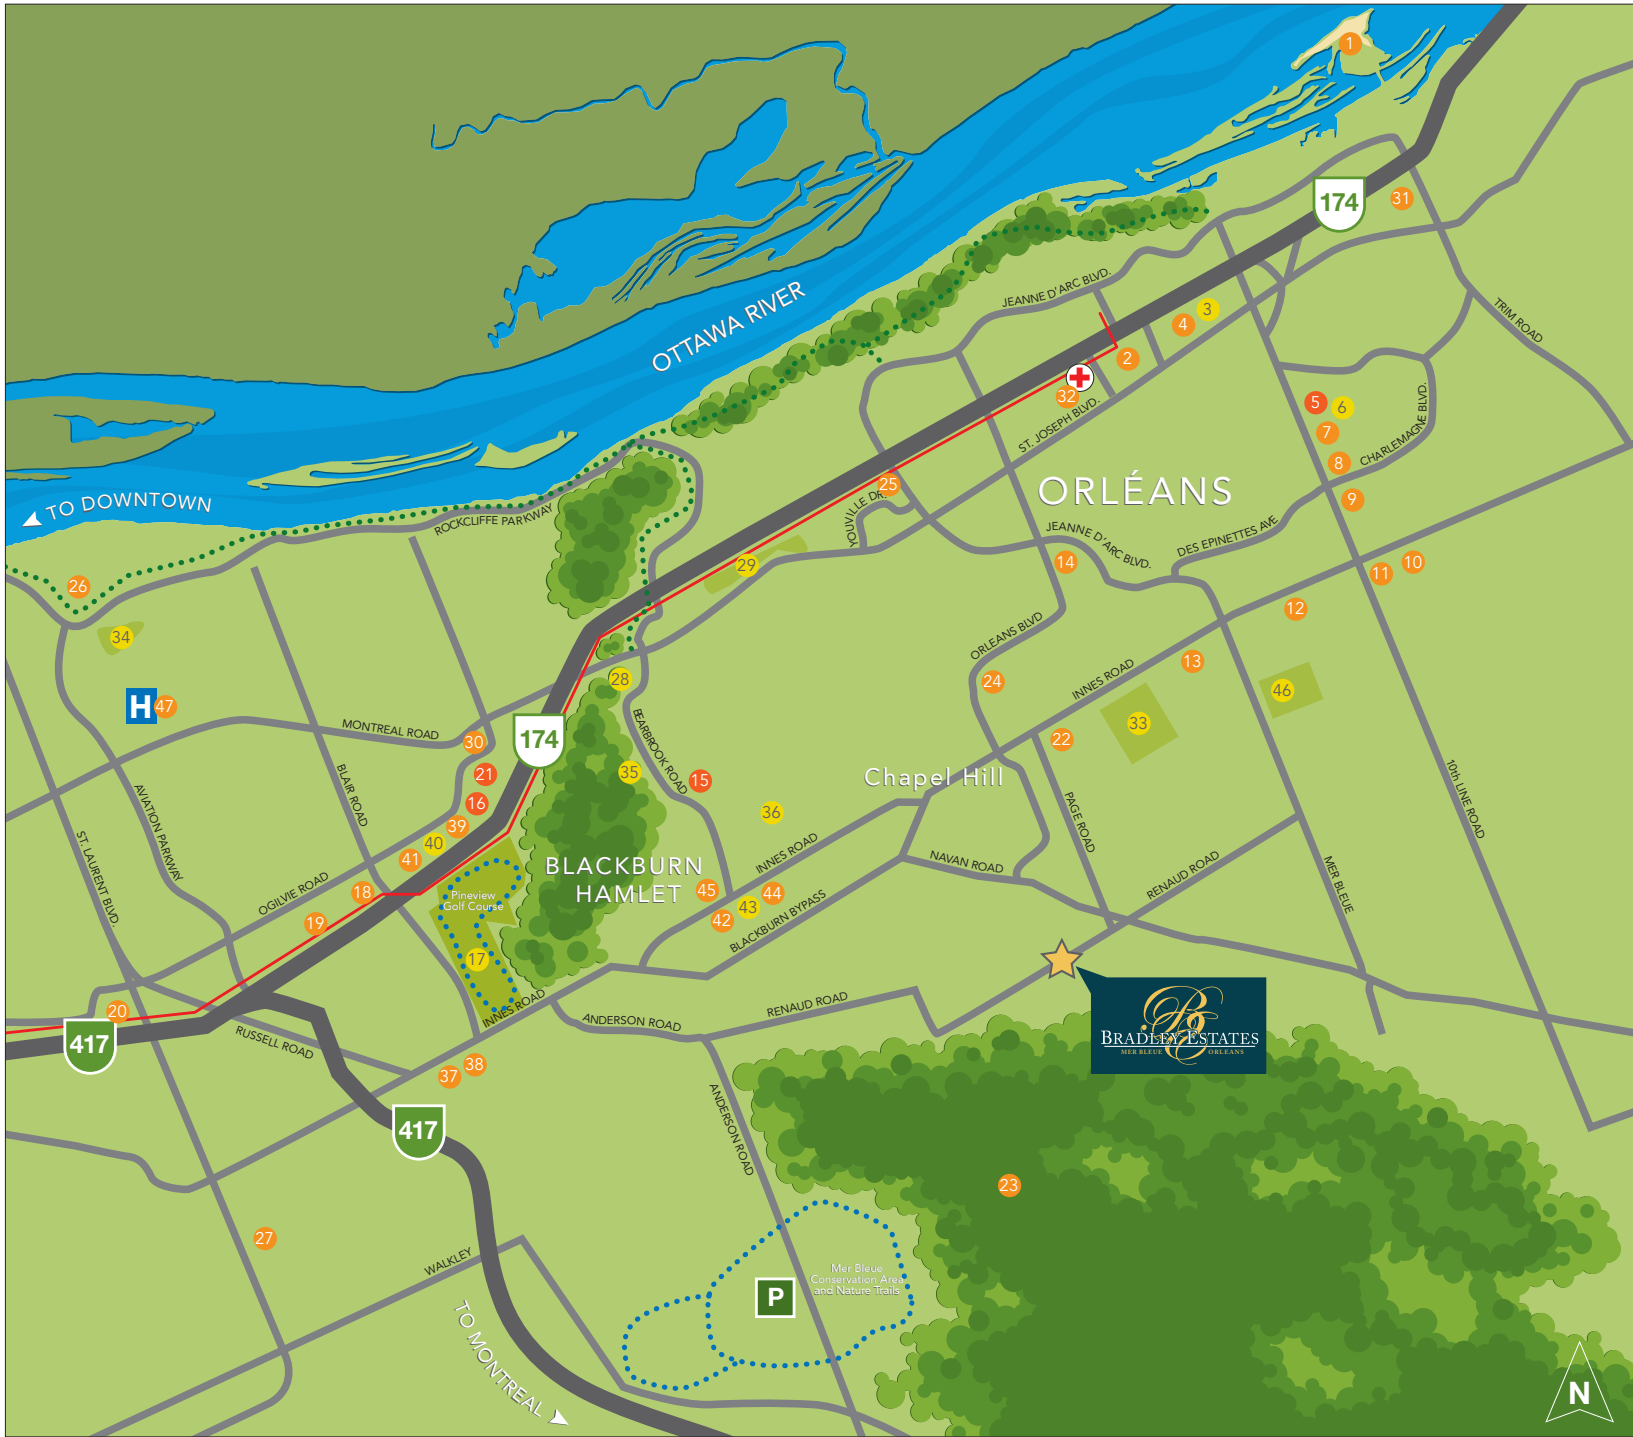 1
174
31
JEANNE D'ARC BLVD.
OTTAWA RIVER
3
4
TRIM ROAD
2
32
ST. JOSEPH BLVD.
5
6
7
CHARLEMAGNE BLVD.
8
9
25
YOUVILLE DR.
ORLÉANS
TO DOWNTOWN
ROCKCLIFFE PARKWAY
JEANNE D'ARC BLVD.
DES EPINETTES AVE
14
10
11
12
29
26
34
ORLEANS BLVD
24
INNES ROAD
13
46
33
28
H
47
MONTREAL ROAD
30
174
BEARBROOK ROAD
22
21
35
15
Chapel Hill
16
39
40
41
36
BLAIR ROAD
AVIATION PARKWAY
ST. LAURENT BLVD.
PAGE ROAD
10th LINE ROAD
OGILVIE ROAD
18
19
Pineview
Golf Course
17
BLACKBURN
HAMLET
INNES ROAD
45
44
43
42
BLACKBURN BYPASS
NAVAN ROAD
RENAUD ROAD
MER BLEUE
20
417
RUSSELL ROAD
INNES ROAD
ANDERSON ROAD
RENAUD ROAD
B
BRADLEY ESTATES
MER BLEUE ORLEANS
37
38
417
ANDERSON ROAD
23
27
WALKLEY
Mer Bleue
Conservation Area
and Nature Trails
P
TO MONTREAL
N